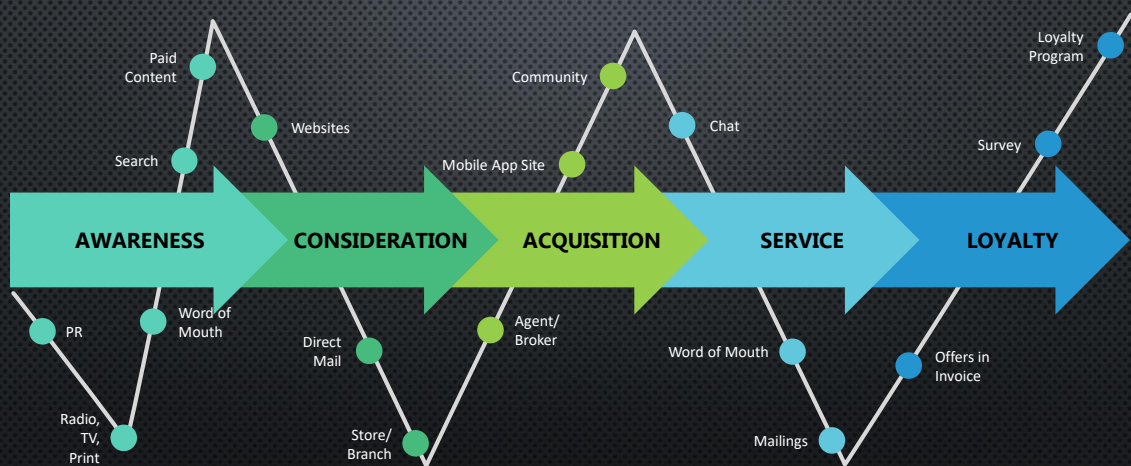 Paid
Content
Search
Websites
Community
Mobile App Site
Chat
Loyalty
Program
Survey
AWARENESS
CONSIDERATION
ACQUISITION
SERVICE
LOYALTY
PR
Word of
Mouth
Radio,
TV,
Print
Direct
Mail
Store/
Branch
Agent/
Broker
Word of Mouth
Mailings
Offers in
Invoice